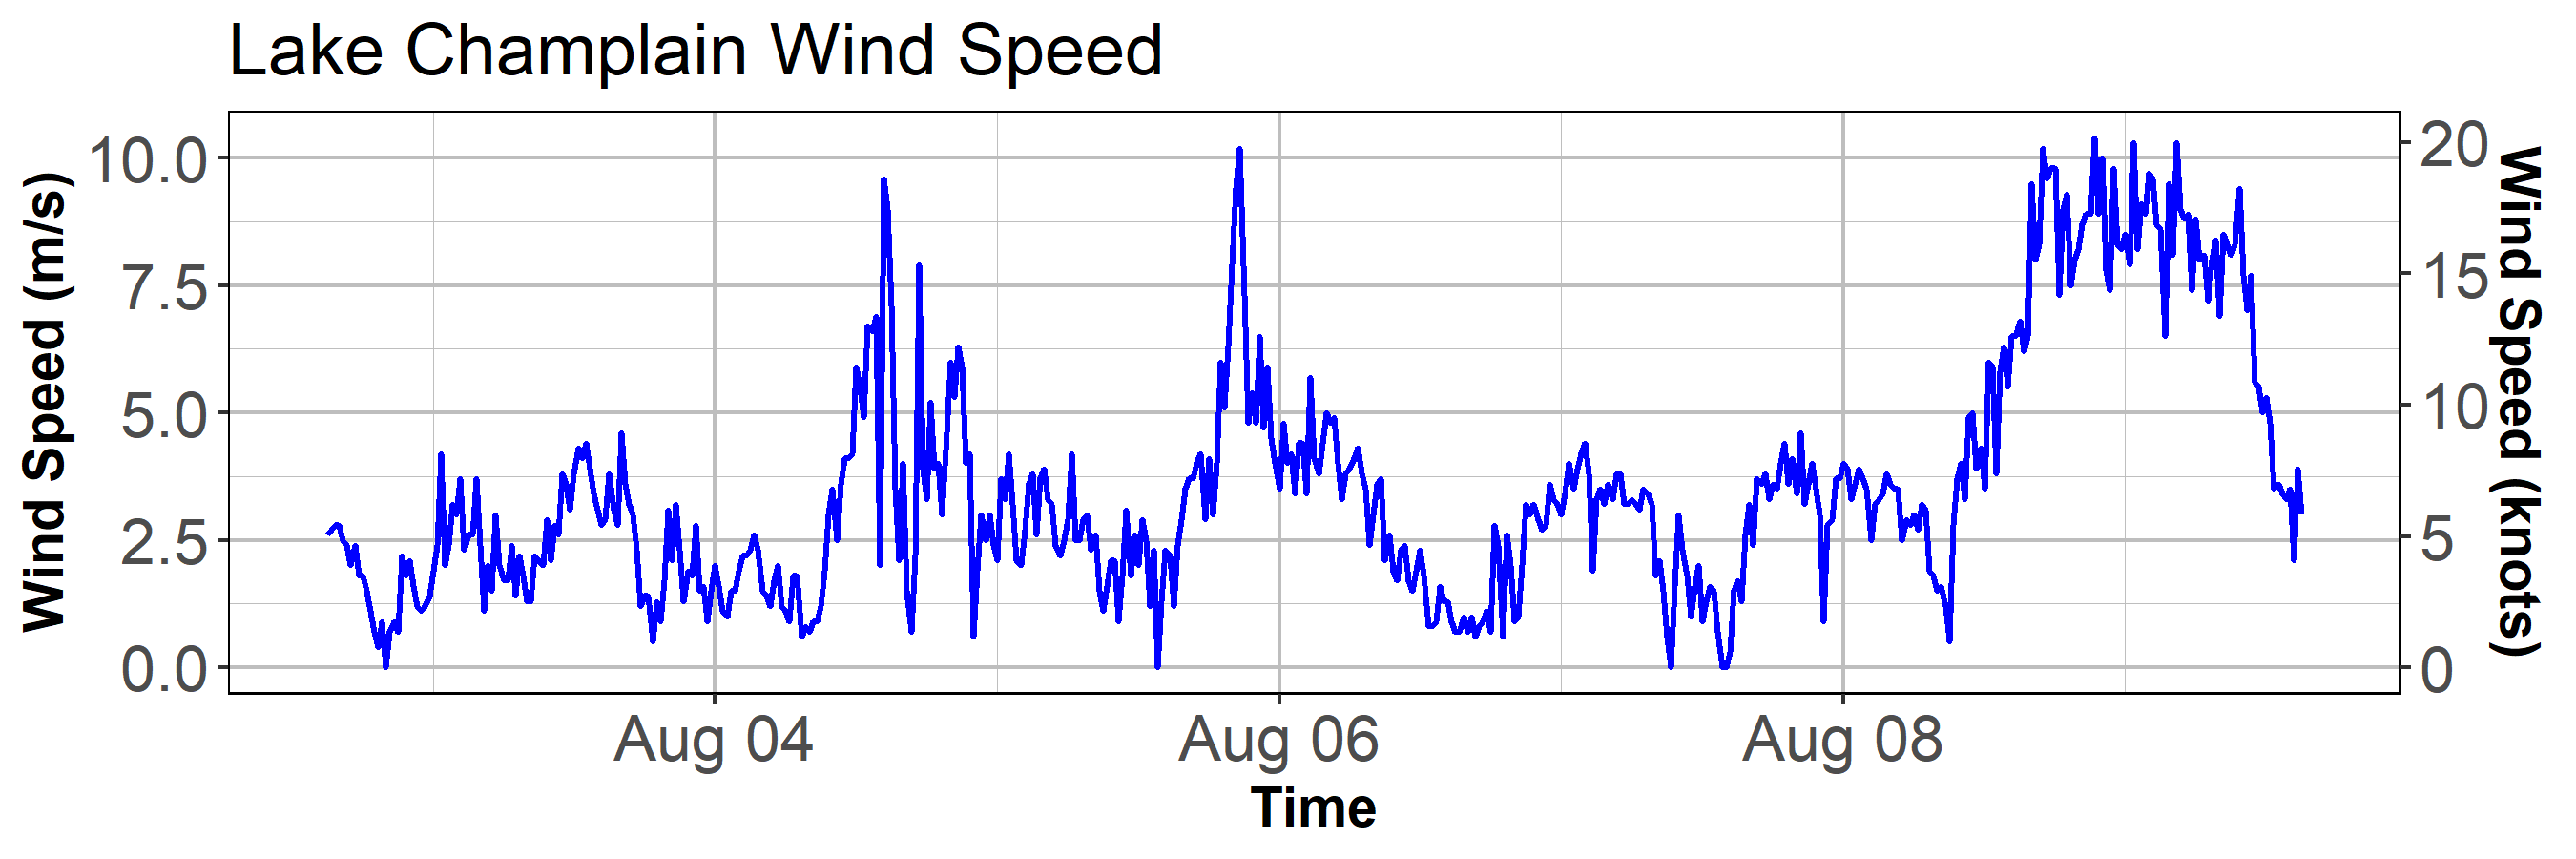 Lake Champlain Wind Speed
Wind Speed (m/s)
10.0
7.5
5.0
2.5
0.0
20
15
10
5
0
Wind Speed (knots)
Aug 04
Aug 06
Aug 08
Time